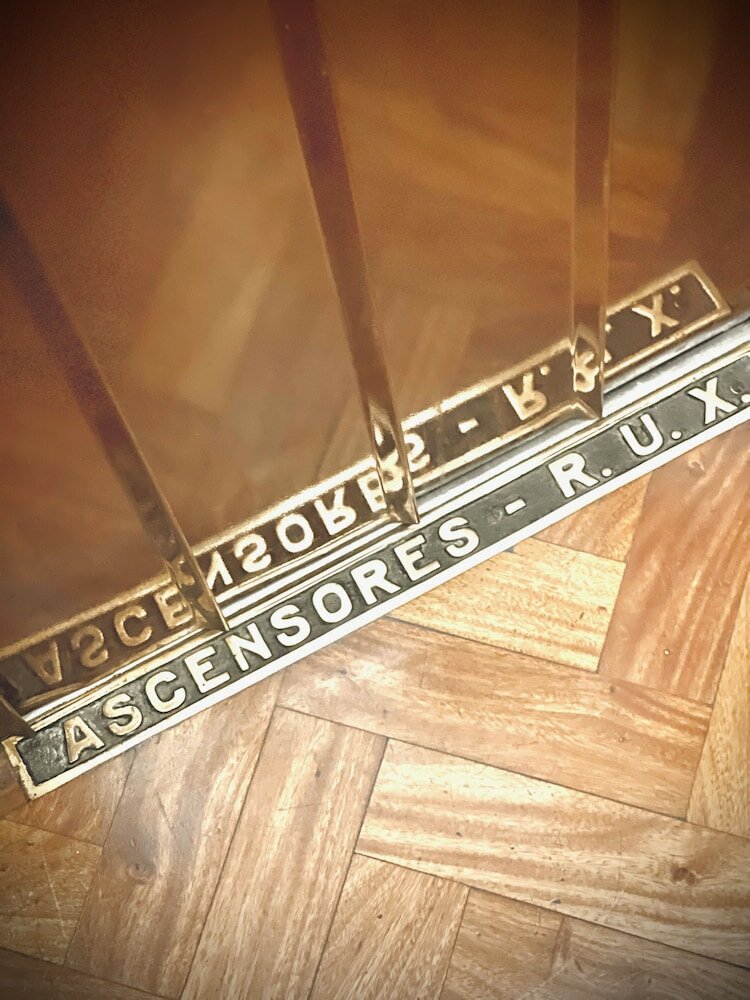 ASCENSORES - R.U.X.